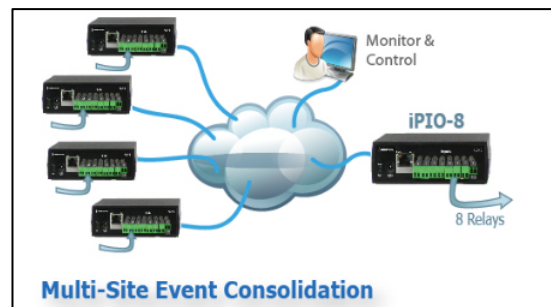 Monitor &
Control
iPIO-8
8 Relays
Multi-Site Event Consolidation